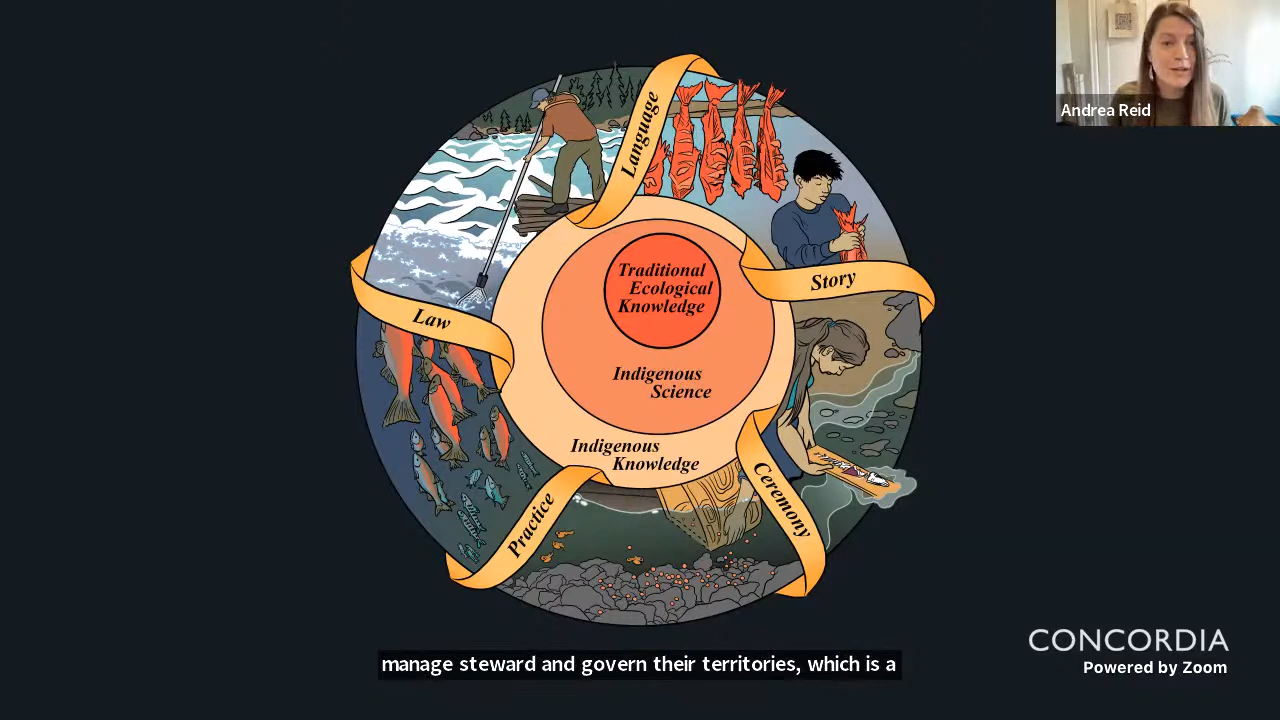 Andrea Reid
Language
Story
Law
Traditional
Ecological
Knowledge
Indigenous
Science
Indigenous
Knowledge
Practice
Ceremony
manage steward and govern their territories, which is a
CONCORDIA
Powered by Zoom